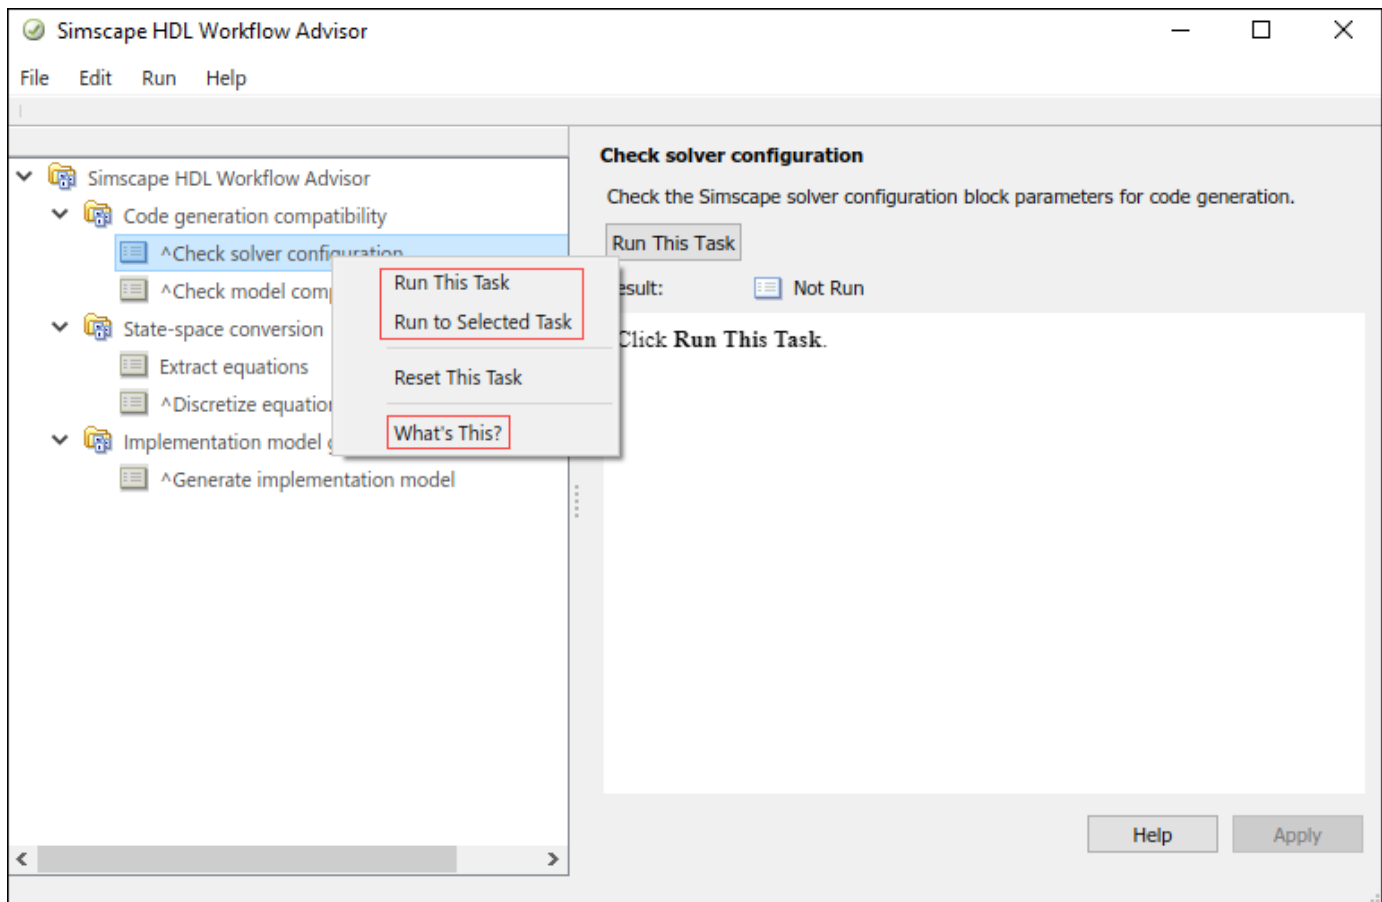 Simscape HDL Workflow Advisor
File Edit Run Help
Simscape HDL Workflow Advisor
Code generation compatibility
^Check solver configuration
^Check model com
State-space conversion
Extract equations
^Discretize equation
Implementation model g
^Generate implementation model
Run This Task
Run to Selected Task
Reset This Task
What's This?
Check solver configuration
Check the Simscape solver configuration block parameters for code generation.
Run This Task
esult: Not Run
Click Run This Task.
Help Apply